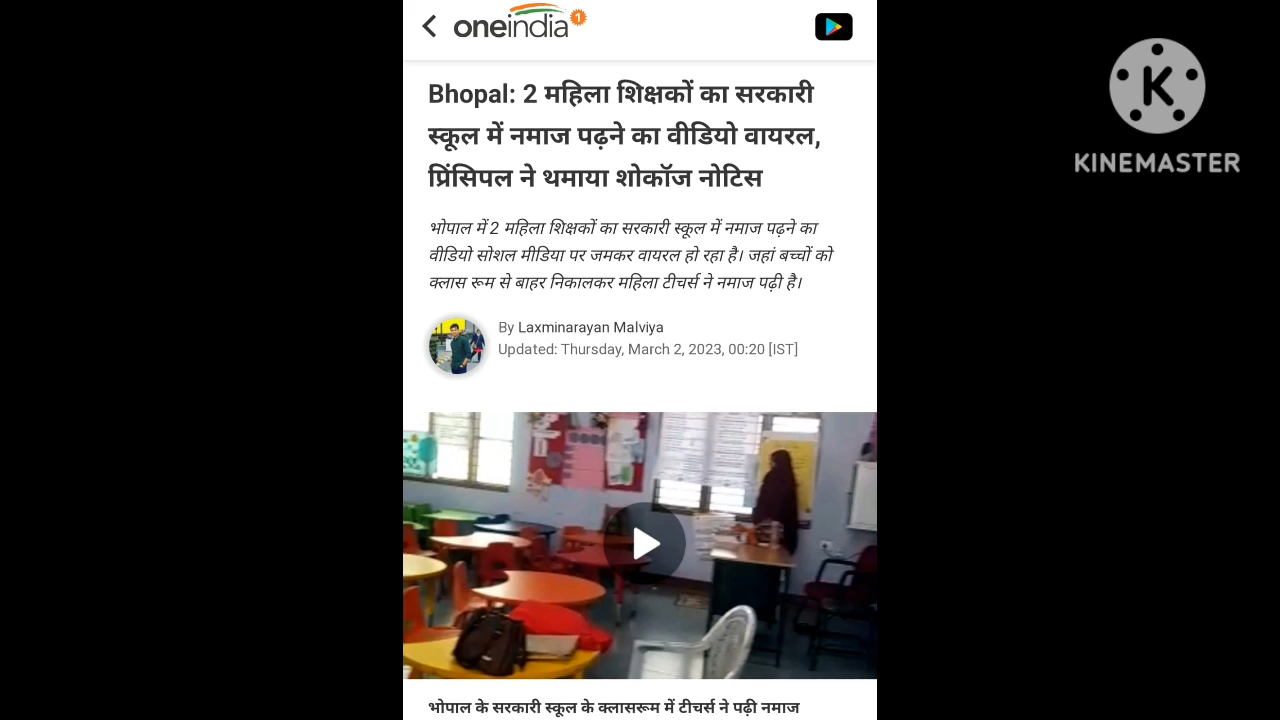 oneindia 1
Bhopal: 2 महिला शिक्षकों का सरकारी
स्कूल में नमाज पढ़ने का वीडियो वायरल,
प्रिंसिपल ने थमाया शोकॉज नोटिस
भोपाल में 2 महिला शिक्षकों का सरकारी स्कूल में नमाज पढ़ने का
वीडियो सोशल मीडिया पर जमकर वायरल हो रहा है। जहां बच्चों को
क्लास रूम से बाहर निकालकर महिला टीचर्स ने नमाज पढ़ी है।
By Laxminarayan Malviya
Updated: Thursday, March 2, 2023, 00:20 [IST]
भोपाल के सरकारी स्कूल के क्लासरूम में टीचर्स ने पढ़ी नमाज
K
KINEMASTER